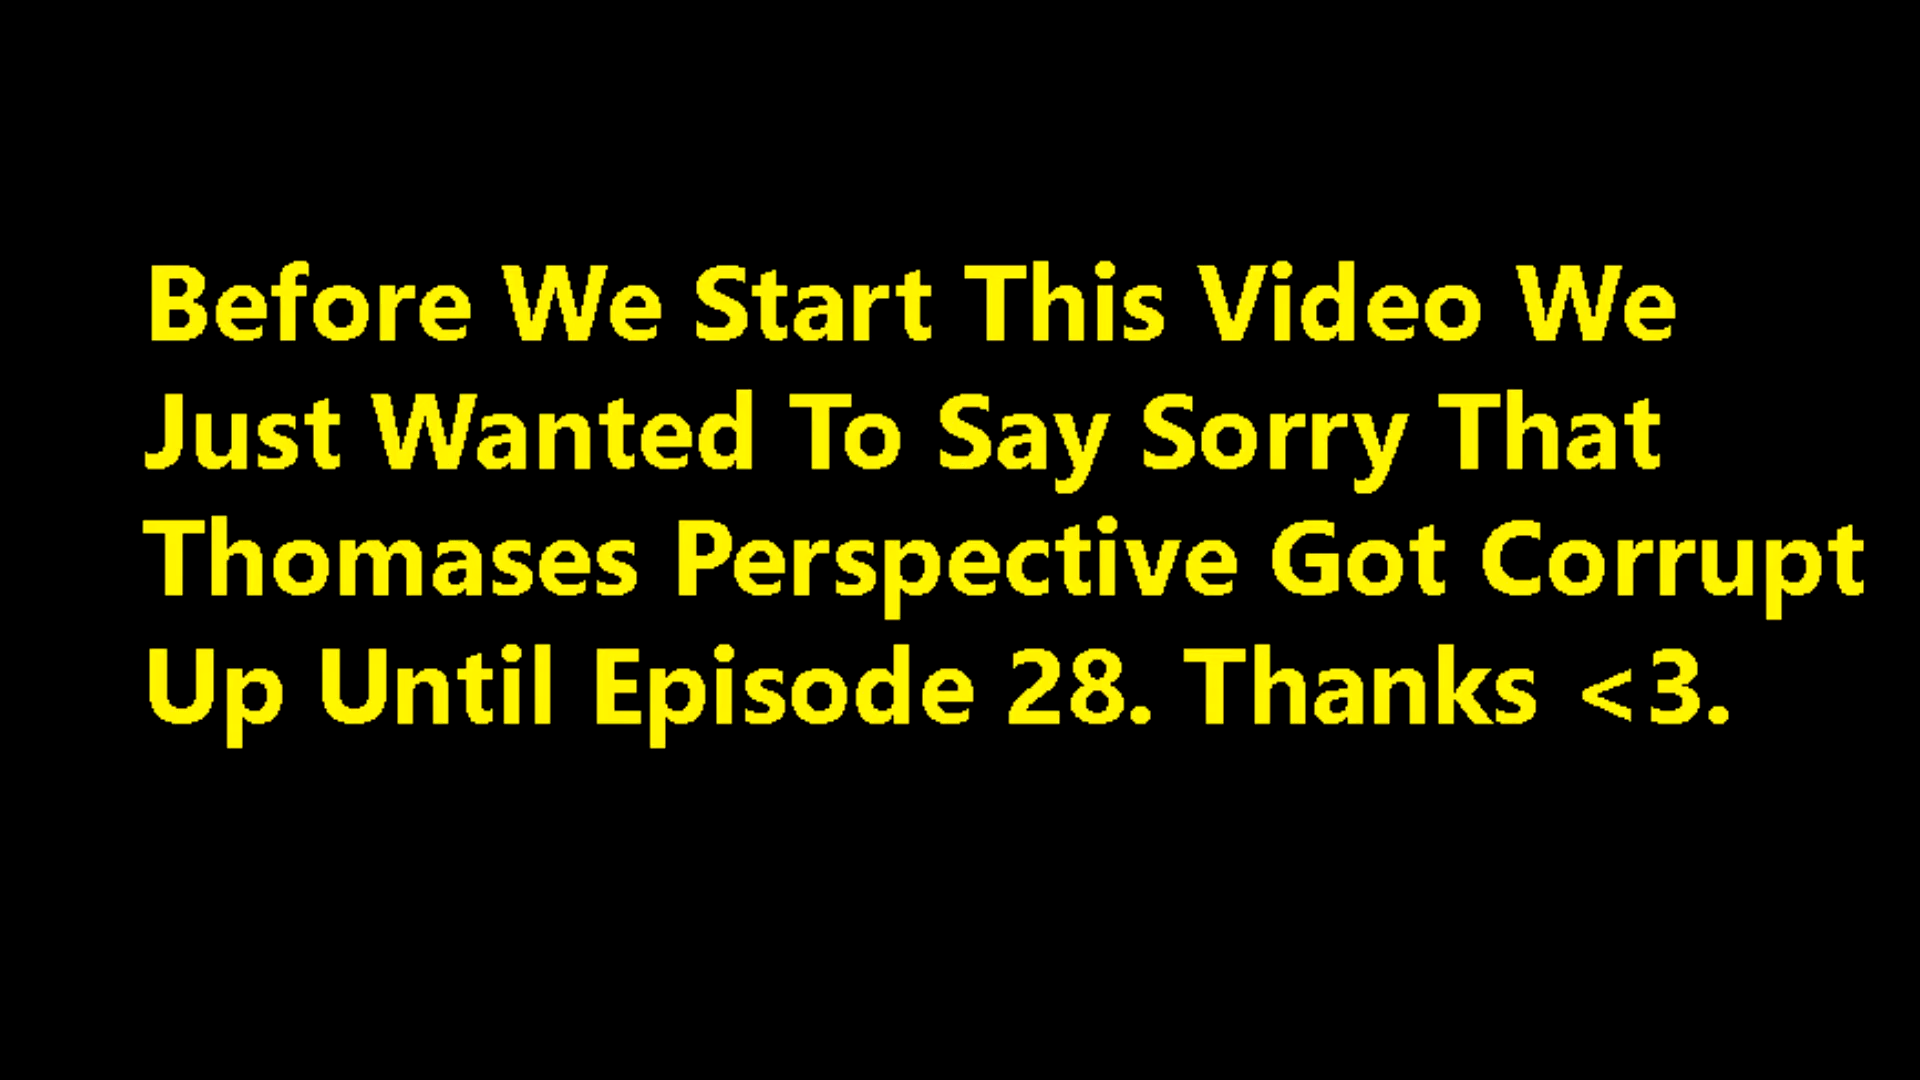 Before We Start This Video We
Just Wanted To Say Sorry That
Thomases Perspective Got Corrupt
Up Until Episode 28. Thanks <3.